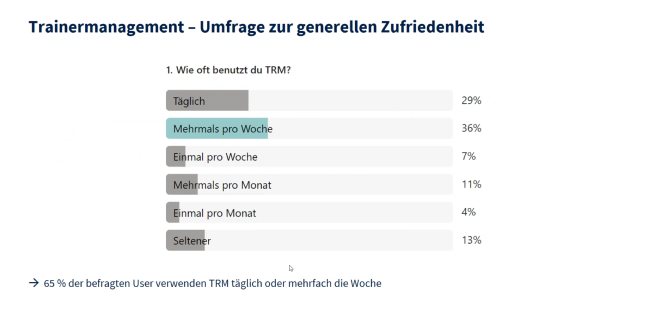 Trainermanagement – Umfrage zur generellen Zufriedenheit
1. Wie oft benutzt du TRM?
Täglich 29%
Mehrmals pro Woche 36%
Einmal pro Woche 7%
Mehrmals pro Monat 11%
Einmal pro Monat 4%
Seltener 13%
→ 65 % der befragten User verwenden TRM täglich oder mehrfach die Woche